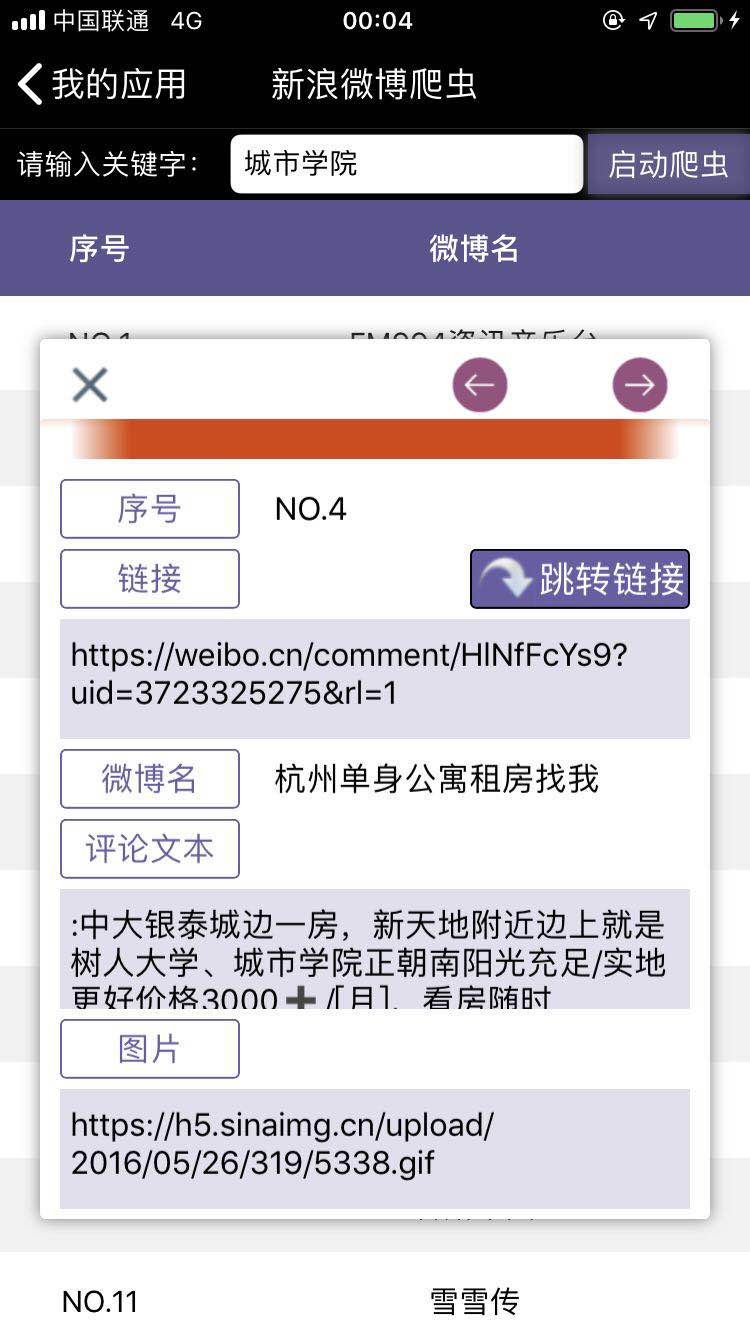 中国联通 4G 00:04
我的应用 新浪微博爬虫
请输入关键字: 城市学院 启动爬虫
序号 微博名
序号 NO.4
链接 跳转链接
https://weibo.cn/comment/HlNfFcYs9?
uid=3723325275&rl=1
微博名 杭州单身公寓租房找我
评论文本
:中大银泰城边一房，新天地附近边上就是
树人大学、城市学院正朝南阳光充足/实地
更好价格3000➕/[月]，看房随时
图片
https://h5.sinaimg.cn/upload/
2016/05/26/319/5338.gif
NO.11 雪雪传